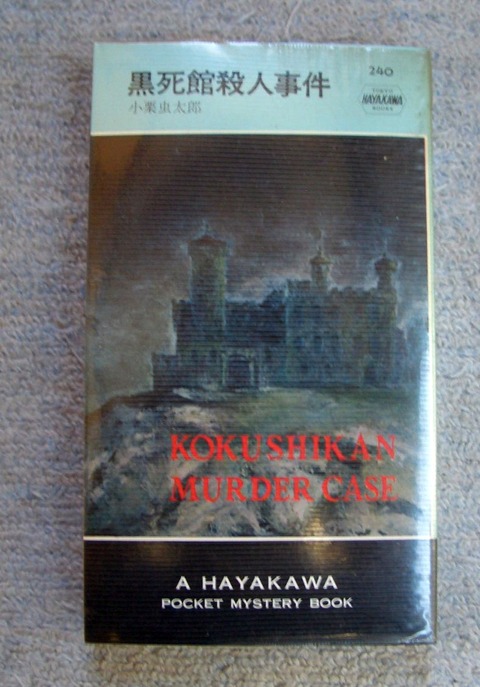 黒死館殺人事件
240
小栗虫太郎
TOKYO
HAYAKAWA
BOOKS
KOKUSHIKAN
MURDER CASE
A HAYAKAWA
POCKET MYSTERY BOOK